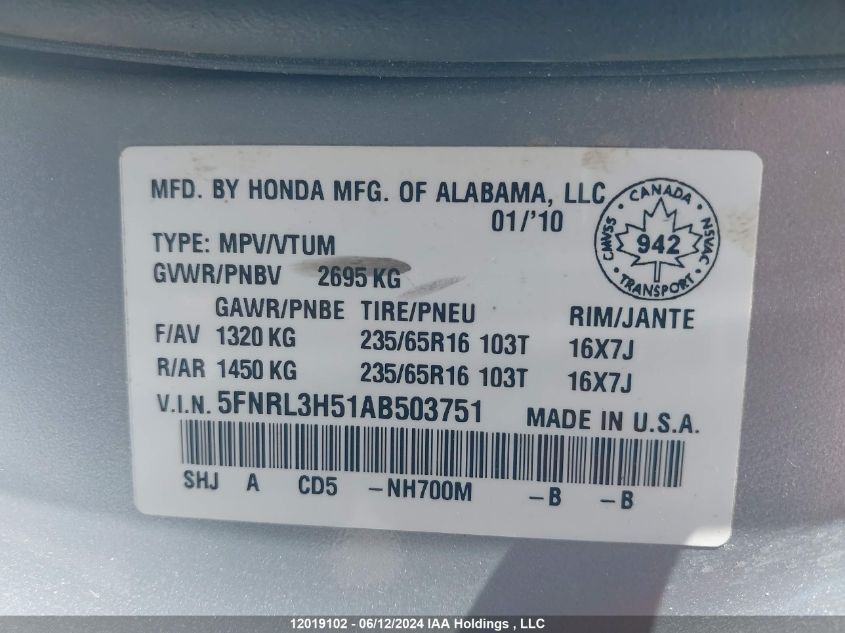 MFD. BY HONDA MFG. OF ALABAMA, LLC
01/'10
CANADA
CMVSS 942 NSVAC
TRANSPORT
TYPE: MPV/VTUM
GVWR/PNBV 2695 KG
GAWR/PNBE TIRE/PNEU RIM/JANTE
F/AV 1320 KG 235/65R16 103T 16X7J
R/AR 1450 KG 235/65R16 103T 16X7J
V.I.N. 5FNRL3H51AB503751 MADE IN U.S.A.
SHJ A CD5 -NH700M -B -B
12019102 - 06/12/2024 IAA Holdings , LLC